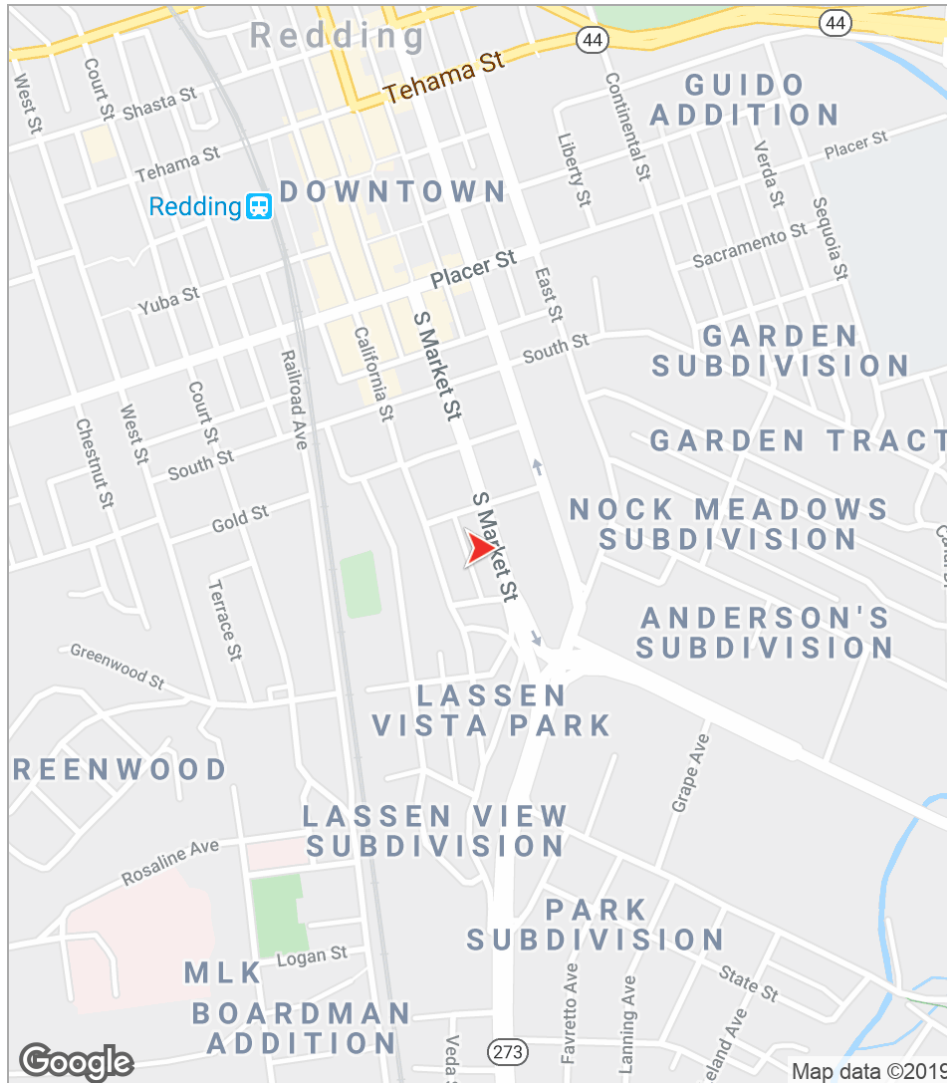 44
44
Redding
Tehama St
West St
Court St
Shasta St
Continental St
GUIDO
ADDITION
Liberty St
Verda St
Placer St
Tehama St
DOWNTOWN
Redding
Sequoia St
Sacramento St
Placer St
East St
Yuba St
S Market St
California St
South St
GARDEN
SUBDIVISION
Railroad Ave
Court St
West St
Chestnut St
GARDEN TRACT
South St
Gold St
S Market St
NOCK MEADOWS
SUBDIVISION
Terrace St
ANDERSON'S
SUBDIVISION
Greenwood St
LASSEN
VISTA PARK
REENWOOD
Grape Ave
LASSEN VIEW
SUBDIVISION
Rosaline Ave
PARK
SUBDIVISION
Logan St
MLK
State St
BOARDMAN
ADDITION
Favretto Ave
Lanning Ave
eland Ave
Veda S
273
Google
Map data ©2019